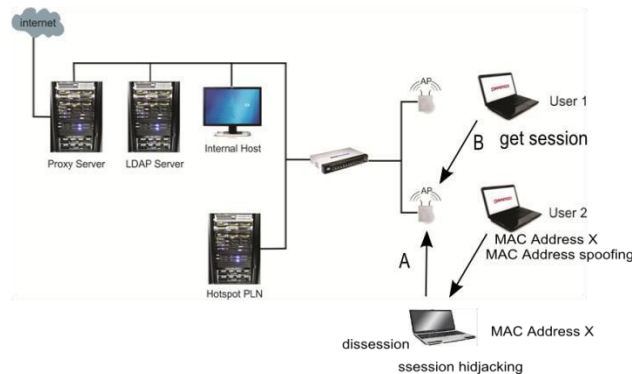 internet
Proxy Server
LDAP Server
Internal Host
Hotspot PLN
AP
AP
User 1
B
get session
User 2
MAC Address X
MAC Address spoofing
A
dissession
MAC Address X
ssession hidjacking